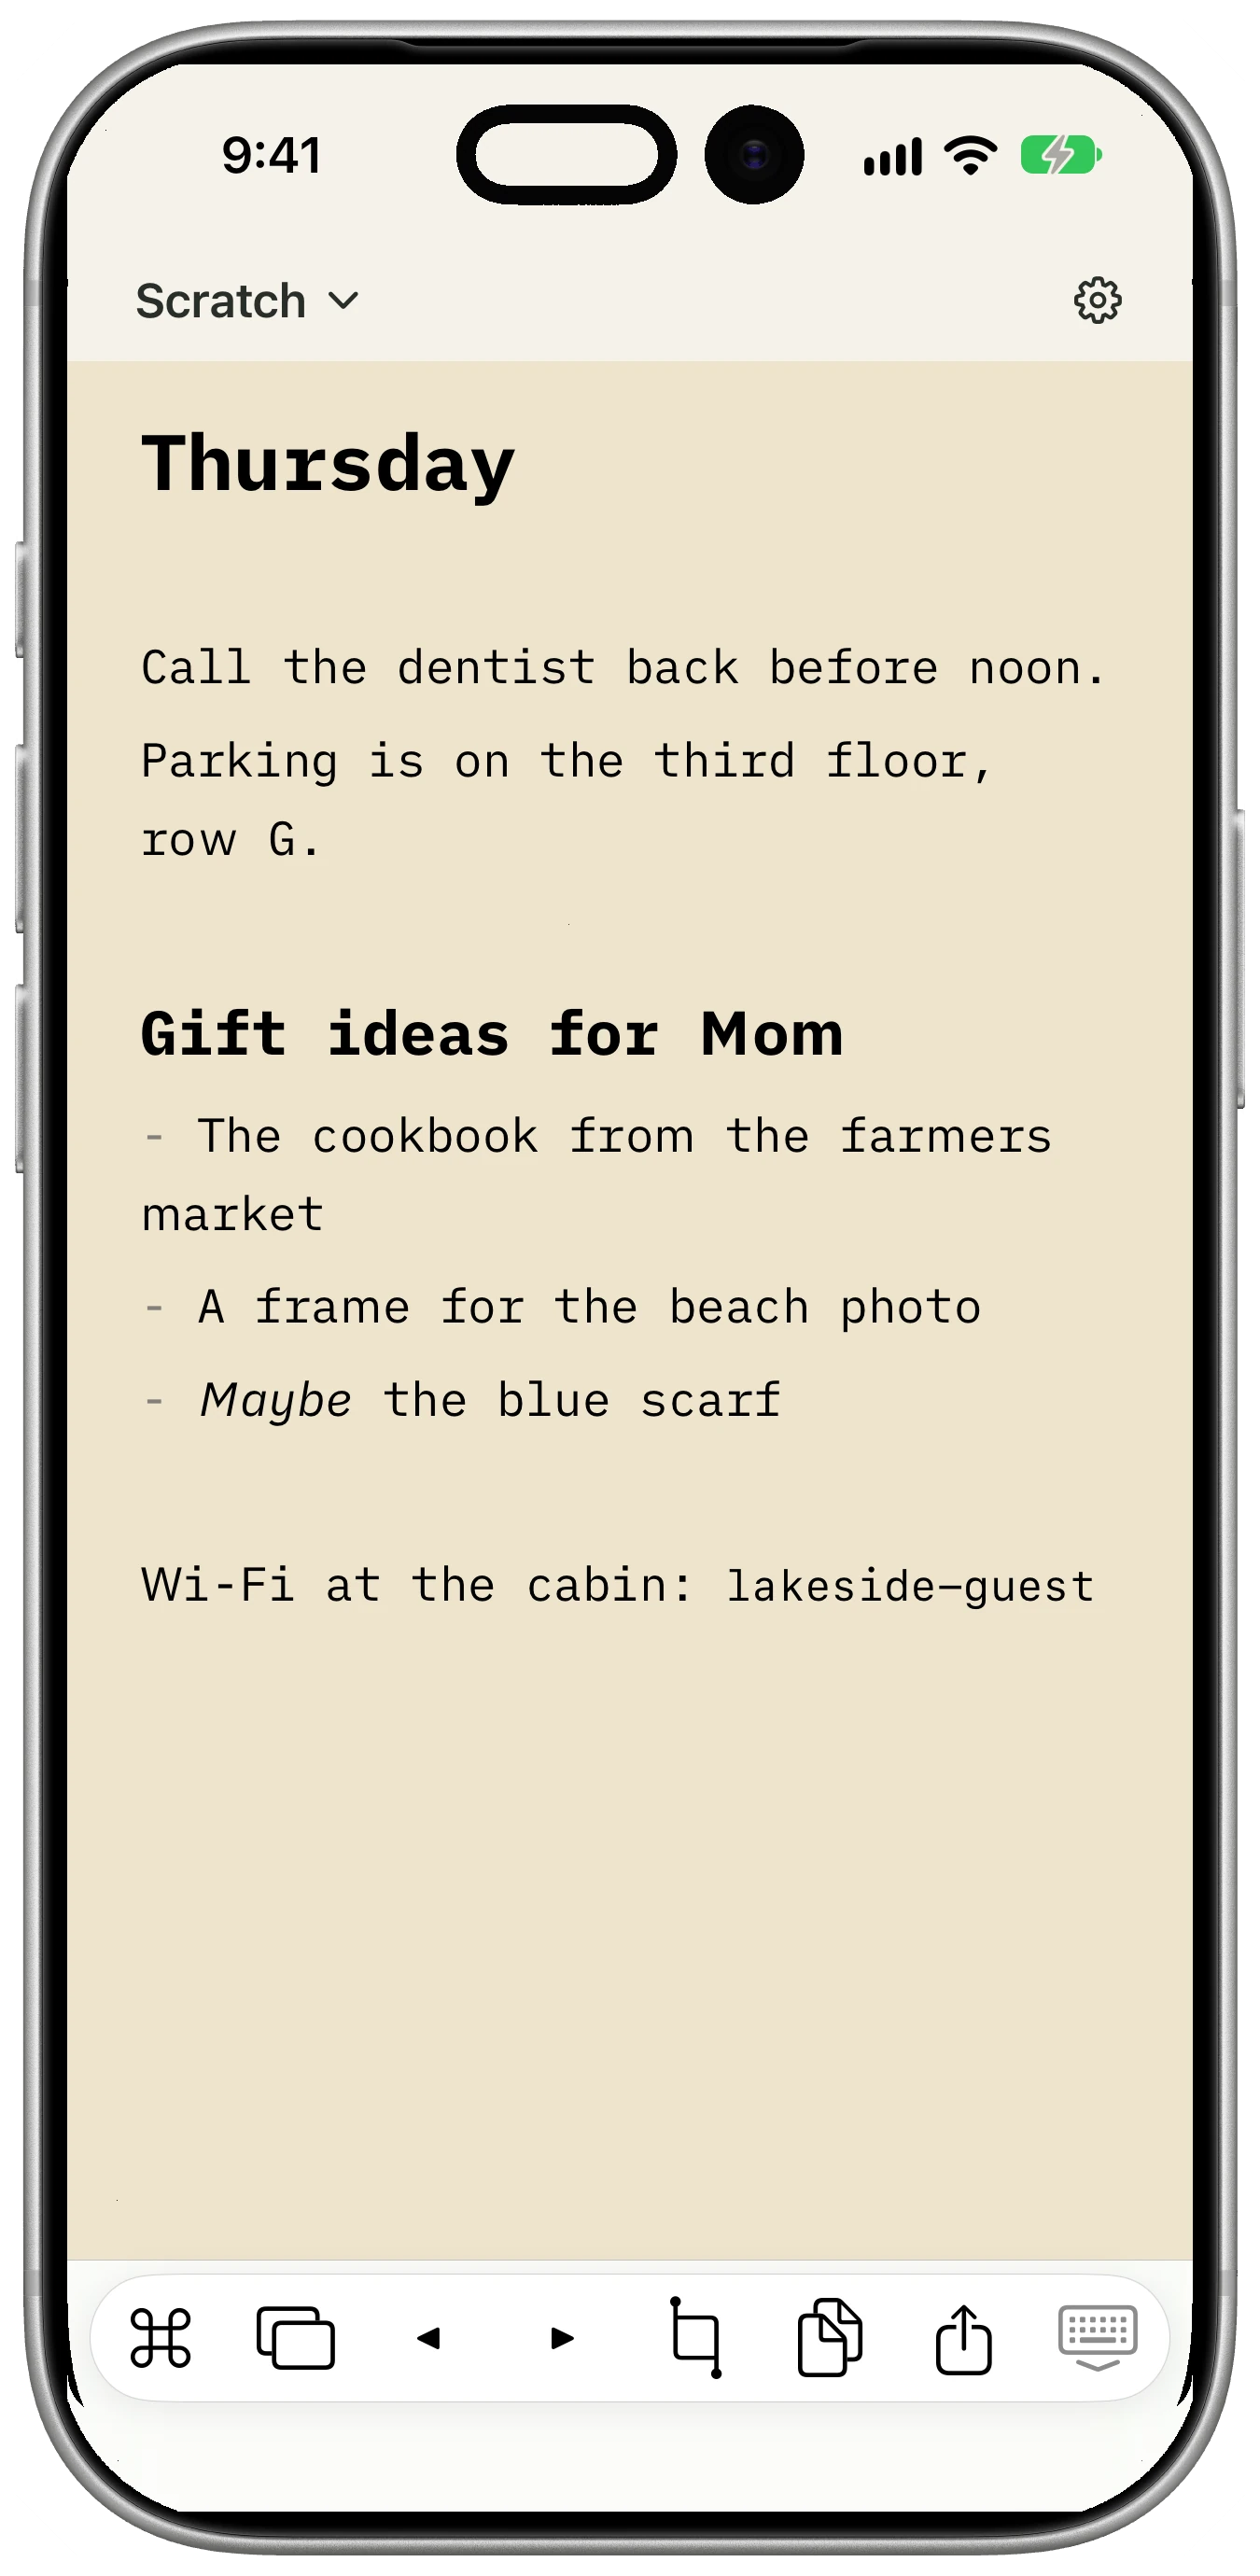 9:41
Scratch
Thursday
Call the dentist back before noon.
Parking is on the third floor,
row G.
Gift ideas for Mom
- The cookbook from the farmers
market
- A frame for the beach photo
- Maybe the blue scarf
Wi-Fi at the cabin: lakeside-guest